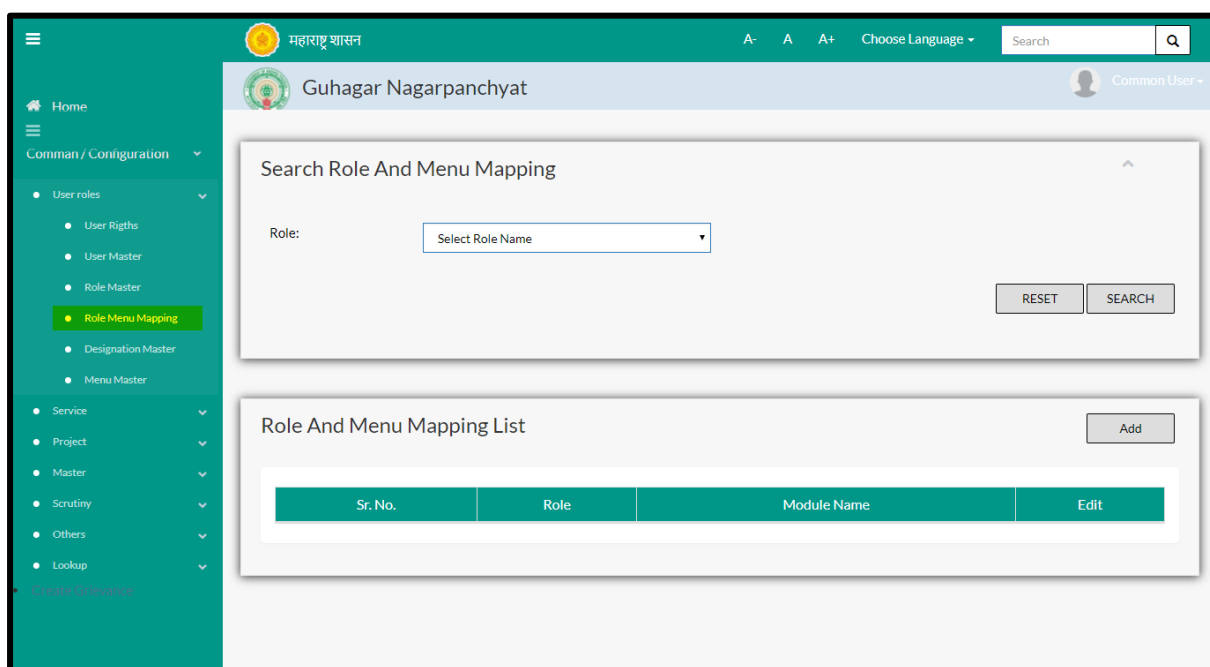 महाराष्ट्र शासन
A- A A+ Choose Language
Search
Guhagar Nagarpanchyat
Common User
Home
Comman / Configuration
User roles
User Rigths
User Master
Role Master
Role Menu Mapping
Designation Master
Menu Master
Service
Project
Master
Scrutiny
Others
Lookup
Create Grievance
Search Role And Menu Mapping
Role:
Select Role Name
RESET SEARCH
Role And Menu Mapping List
Add
Sr. No. Role Module Name Edit